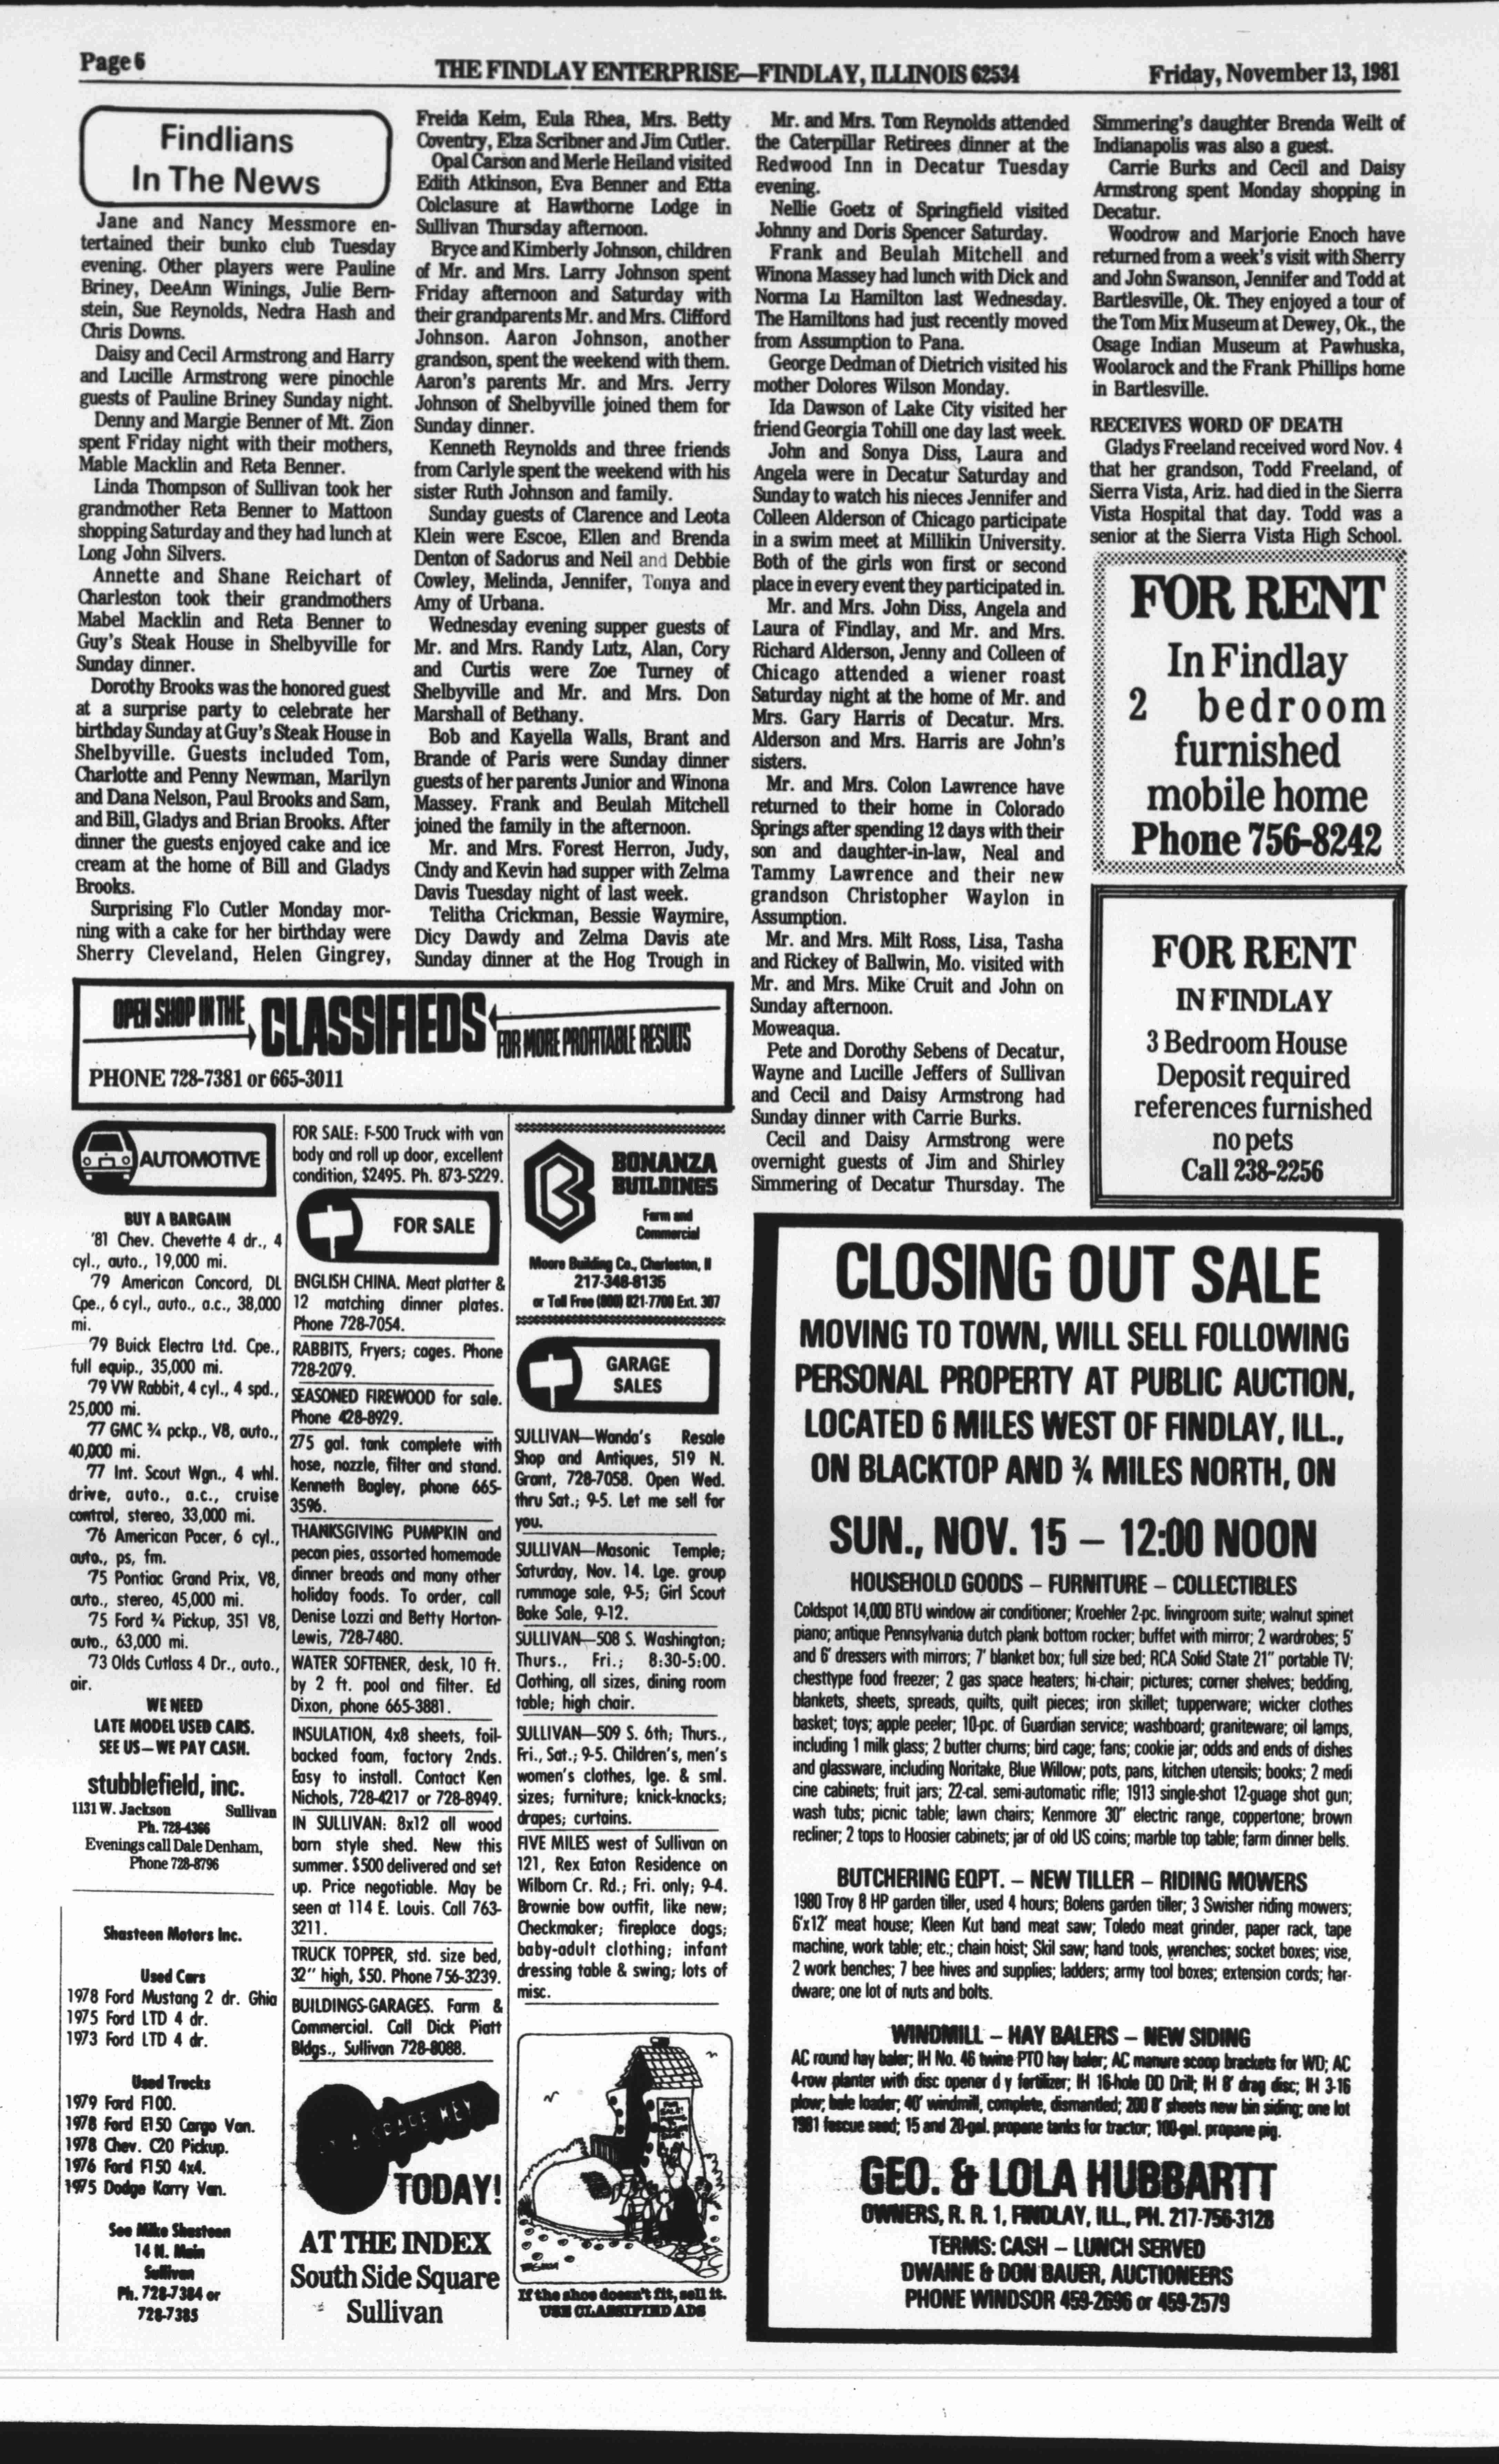 Page 6
THE FINDLAY ENTERPRISE—FINDLAY, ILLINOIS 62534
Friday, November 13, 1981
Findlians
In The News
Jane and Nancy Messmore en-
tertained their bunko club Tuesday
evening. Other players were Pauline
Briney, DeeAnn Winings, Julie Bern-
stein, Sue Reynolds, Nedra Hash and
Chris Downs.
Daisy and Cecil Armstrong and Harry
and Lucille Armstrong were pinochle
guests of Pauline Briney Sunday night.
Denny and Margie Benner of Mt. Zion
spent Friday night with their mothers,
Mable Macklin and Reta Benner.
Linda Thompson of Sullivan took her
grandmother Reta Benner to Mattoon
shopping Saturday and they had lunch at
Long John Silvers.
Annette and Shane Reichart of
Charleston took their grandmothers
Mabel Macklin and Reta Benner to
Guy's Steak House in Shelbyville for
Sunday dinner.
Dorothy Brooks was the honored guest
at a surprise party to celebrate her
birthday Sunday at Guy's Steak House in
Shelbyville. Guests included Tom,
Charlotte and Penny Newman, Marilyn
and Dana Nelson, Paul Brooks and Sam,
and Bill, Gladys and Brian Brooks. After
dinner the guests enjoyed cake and ice
cream at the home of Bill and Gladys
Brooks.
Surprising Flo Cutler Monday mor-
ning with a cake for her birthday were
Sherry Cleveland, Helen Gingrey,
Freida Keim, Eula Rhea, Mrs. Betty
Coventry, Elza Scribner and Jim Cutler.
Opal Carson and Merle Heiland visited
Edith Atkinson, Eva Benner and Etta
Colclasure at Hawthorne Lodge in
Sullivan Thursday afternoon.
Bryce and Kimberly Johnson, children
of Mr. and Mrs. Larry Johnson spent
Friday afternoon and Saturday with
their grandparents Mr. and Mrs. Clifford
Johnson. Aaron Johnson, another
grandson, spent the weekend with them.
Aaron's parents Mr. and Mrs. Jerry
Johnson of Shelbyville joined them for
Sunday dinner.
Kenneth Reynolds and three friends
from Carlyle spent the weekend with his
sister Ruth Johnson and family.
Sunday guests of Clarence and Leota
Klein were Escoe, Ellen and Brenda
Denton of Sadorus and Neil and Debbie
Cowley, Melinda, Jennifer, Tonya and
Amy of Urbana.
Wednesday evening supper guests of
Mr. and Mrs. Randy Lutz, Alan, Cory
and Curtis were Zoe Turney of
Shelbyville and Mr. and Mrs. Don
Marshall of Bethany.
Bob and Kayella Walls, Brant and
Brande of Paris were Sunday dinner
guests of her parents Junior and Winona
Massey. Frank and Beulah Mitchell
joined the family in the afternoon.
Mr. and Mrs. Forest Herron, Judy,
Cindy and Kevin had supper with Zelma
Davis Tuesday night of last week.
Telitha Crickman, Bessie Waymire,
Dicy Dawdy and Zelma Davis ate
Sunday dinner at the Hog Trough in
Mr. and Mrs. Tom Reynolds attended
the Caterpillar Retirees dinner at the
Redwood Inn in Decatur Tuesday
evening.
Nellie Goetz of Springfield visited
Johnny and Doris Spencer Saturday.
Frank and Beulah Mitchell and
Winona Massey had lunch with Dick and
Norma Lu Hamilton last Wednesday.
The Hamiltons had just recently moved
from Assumption to Pana.
George Dedman of Dietrich visited his
mother Dolores Wilson Monday.
Ida Dawson of Lake City visited her
friend Georgia Tohill one day last week.
John and Sonya Diss, Laura and
Angela were in Decatur Saturday and
Sunday to watch his nieces Jennifer and
Colleen Alderson of Chicago participate
in a swim meet at Millikin University.
Both of the girls won first or second
place in every event they participated in.
Mr. and Mrs. John Diss, Angela and
Laura of Findlay, and Mr. and Mrs.
Richard Alderson, Jenny and Colleen of
Chicago attended a wiener roast
Saturday night at the home of Mr. and
Mrs. Gary Harris of Decatur. Mrs.
Alderson and Mrs. Harris are John's
sisters.
Mr. and Mrs. Colon Lawrence have
returned to their home in Colorado
Springs after spending 12 days with their
son and daughter-in-law, Neal and
Tammy Lawrence and their new
grandson Christopher Waylon in
Assumption.
Mr. and Mrs. Milt Ross, Lisa, Tasha
and Rickey of Ballwin, Mo. visited with
Mr. and Mrs. Mike Cruit and John on
Sunday afternoon.
Moweaqua.
Pete and Dorothy Sebens of Decatur,
Wayne and Lucille Jeffers of Sullivan
and Cecil and Daisy Armstrong had
Sunday dinner with Carrie Burks.
Cecil and Daisy Armstrong were
overnight guests of Jim and Shirley
Simmering of Decatur Thursday. The
Simmering's daughter Brenda Weilt of
Indianapolis was also a guest.
Carrie Burks and Cecil and Daisy
Armstrong spent Monday shopping in
Decatur.
Woodrow and Marjorie Enoch have
returned from a week's visit with Sherry
and John Swanson, Jennifer and Todd at
Bartlesville, Ok. They enjoyed a tour of
the Tom Mix Museum at Dewey, Ok., the
Osage Indian Museum at Pawhuska,
Woolarock and the Frank Phillips home
in Bartlesville.
RECEIVES WORD OF DEATH
Gladys Freeland received word Nov. 4
that her grandson, Todd Freeland, of
Sierra Vista, Ariz. had died in the Sierra
Vista Hospital that day. Todd was a
senior at the Sierra Vista High School.
FOR RENT
In Findlay
2 bedroom
furnished
mobile home
Phone 756-8242
FOR RENT
IN FINDLAY
3 Bedroom House
Deposit required
references furnished
no pets
Call 238-2256
OPEN SHOP IN THE
CLASSIFIEDS
FOR MORE PROFITABLE RESULTS
PHONE 728-7381 or 665-3011
AUTOMOTIVE
BUY A BARGAIN
'81 Chev. Chevette 4 dr., 4
cyl., auto., 19,000 mi.
'79 American Concord, DL
Cpe., 6 cyl., auto., a.c., 38,000
mi.
'79 Buick Electra Ltd. Cpe.,
full equip., 35,000 mi.
'79 VW Rabbit, 4 cyl., 4 spd.,
25,000 mi.
'77 GMC ¾ pckp., V8, auto.,
40,000 mi.
'77 Int. Scout Wgn., 4 whl.
drive, auto., a.c., cruise
control, stereo, 33,000 mi.
'76 American Pacer, 6 cyl.,
auto., ps, fm.
'75 Pontiac Grand Prix, V8,
auto., stereo, 45,000 mi.
'75 Ford ¾ Pickup, 351 V8,
auto., 63,000 mi.
'73 Olds Cutlass 4 Dr., auto.,
air.
WE NEED
LATE MODEL USED CARS.
SEE US—WE PAY CASH.
stubblefield, inc.
1131 W. Jackson Sullivan
Ph. 728-4366
Evenings call Dale Denham,
Phone 728-8796
Shasteen Motors Inc.
Used Cars
1978 Ford Mustang 2 dr. Ghia
1975 Ford LTD 4 dr.
1973 Ford LTD 4 dr.
Used Trucks
1979 Ford F100.
1978 Ford E150 Cargo Van.
1978 Chev. C20 Pickup.
1976 Ford F150 4x4.
1975 Dodge Karry Van.
See Mike Shasteen
14 N. Main
Sullivan
Ph. 728-7384 or
728-7385
FOR SALE: F-500 Truck with van
body and roll up door, excellent
condition, $2495. Ph. 873-5229.
FOR SALE
ENGLISH CHINA. Meat platter &
12 matching dinner plates.
Phone 728-7054.
RABBITS, Fryers; cages. Phone
728-2079.
SEASONED FIREWOOD for sale.
Phone 428-8929.
275 gal. tank complete with
hose, nozzle, filter and stand.
Kenneth Bagley, phone 665-
3596.
THANKSGIVING PUMPKIN and
pecan pies, assorted homemade
dinner breads and many other
holiday foods. To order, call
Denise Lozzi and Betty Horton-
Lewis, 728-7480.
WATER SOFTENER, desk, 10 ft.
by 2 ft. pool and filter. Ed
Dixon, phone 665-3881.
INSULATION, 4x8 sheets, foil-
backed foam, factory 2nds.
Easy to install. Contact Ken
Nichols, 728-4217 or 728-8949.
IN SULLIVAN: 8x12 all wood
barn style shed. New this
summer. $500 delivered and set
up. Price negotiable. May be
seen at 114 E. Louis. Call 763-
3211.
TRUCK TOPPER, std. size bed,
32" high, $50. Phone 756-3239.
BUILDINGS-GARAGES. Farm &
Commercial. Call Dick Piatt
Bldgs., Sullivan 728-8088.
KEY
TODAY!
AT THE INDEX
South Side Square
Sullivan
BONANZA
BUILDINGS
Farm and
Commercial
Moore Building Co., Charleston, Il
217-348-8135
or Toll Free (800) 821-7700 Ext. 307
GARAGE
SALES
SULLIVAN—Wanda's Resale
Shop and Antiques, 519 N.
Grant, 728-7058. Open Wed.
thru Sat.; 9-5. Let me sell for
you.
SULLIVAN—Masonic Temple;
Saturday, Nov. 14. Lge. group
rummage sale, 9-5; Girl Scout
Bake Sale, 9-12.
SULLIVAN—508 S. Washington;
Thurs., Fri.; 8:30-5:00.
Clothing, all sizes, dining room
table; high chair.
SULLIVAN—509 S. 6th; Thurs.,
Fri., Sat.; 9-5. Children's, men's
women's clothes, lge. & sml.
sizes; furniture; knick-knacks;
drapes; curtains.
FIVE MILES west of Sullivan on
121, Rex Eaton Residence on
Wilborn Cr. Rd.; Fri. only; 9-4.
Brownie bow outfit, like new;
Checkmaker; fireplace dogs;
baby-adult clothing; infant
dressing table & swing; lots of
misc.
If the shoe doesn't fit, sell it.
USE CLASSIFIED ADS
CLOSING OUT SALE
MOVING TO TOWN, WILL SELL FOLLOWING
PERSONAL PROPERTY AT PUBLIC AUCTION,
LOCATED 6 MILES WEST OF FINDLAY, ILL.,
ON BLACKTOP AND ¾ MILES NORTH, ON
SUN., NOV. 15 – 12:00 NOON
HOUSEHOLD GOODS – FURNITURE – COLLECTIBLES
Coldspot 14,000 BTU window air conditioner; Kroehler 2-pc. livingroom suite; walnut spinet
piano; antique Pennsylvania dutch plank bottom rocker; buffet with mirror; 2 wardrobes; 5'
and 6' dressers with mirrors; 7' blanket box; full size bed; RCA Solid State 21" portable TV;
chesttype food freezer; 2 gas space heaters; hi-chair; pictures; corner shelves; bedding,
blankets, sheets, spreads, quilts, quilt pieces; iron skillet; tupperware; wicker clothes
basket; toys; apple peeler; 10-pc. of Guardian service; washboard; graniteware; oil lamps,
including 1 milk glass; 2 butter churns; bird cage; fans; cookie jar; odds and ends of dishes
and glassware, including Noritake, Blue Willow; pots, pans, kitchen utensils; books; 2 medi
cine cabinets; fruit jars; 22-cal. semi-automatic rifle; 1913 single-shot 12-guage shot gun;
wash tubs; picnic table; lawn chairs; Kenmore 30" electric range, coppertone; brown
recliner; 2 tops to Hoosier cabinets; jar of old US coins; marble top table; farm dinner bells.
BUTCHERING EQPT. – NEW TILLER – RIDING MOWERS
1980 Troy 8 HP garden tiller, used 4 hours; Bolens garden tiller; 3 Swisher riding mowers;
6'x12' meat house; Kleen Kut band meat saw; Toledo meat grinder, paper rack, tape
machine, work table; etc.; chain hoist; Skil saw; hand tools, wrenches; socket boxes; vise,
2 work benches; 7 bee hives and supplies; ladders; army tool boxes; extension cords; har-
dware; one lot of nuts and bolts.
WINDMILL – HAY BALERS – NEW SIDING
AC round hay baler; IH No. 46 twine PTO hay baler; AC manure scoop brackets for WD; AC
4-row planter with disc opener d y fertilizer; IH 16-hole DD Drill; IH 8' drag disc; IH 3-16
plow; bale loader; 40' windmill, complete, dismantled; 200 8' sheets new bin siding; one lot
1981 fescue seed; 15 and 20-gal. propane tanks for tractor; 100-gal. propane pig.
GEO. & LOLA HUBBARTT
OWNERS, R. R. 1, FINDLAY, ILL., PH. 217-756-3128
TERMS: CASH – LUNCH SERVED
DWAINE & DON BAUER, AUCTIONEERS
PHONE WINDSOR 459-2696 or 459-2579